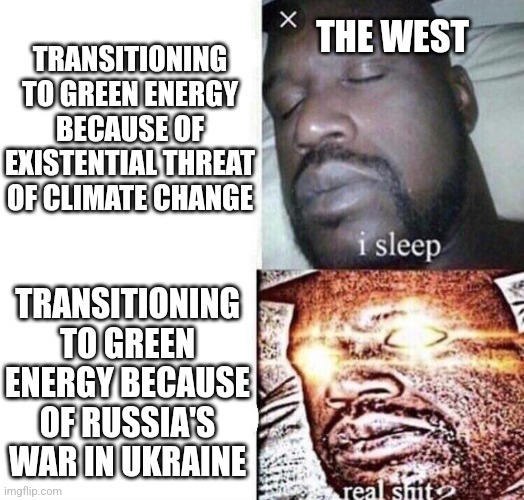 THE WEST
TRANSITIONING
TO GREEN ENERGY
BECAUSE OF
EXISTENTIAL THREAT
OF CLIMATE CHANGE
i sleep
TRANSITIONING
TO GREEN
ENERGY BECAUSE
OF RUSSIA'S
WAR IN UKRAINE
real shit?
imgflip.com